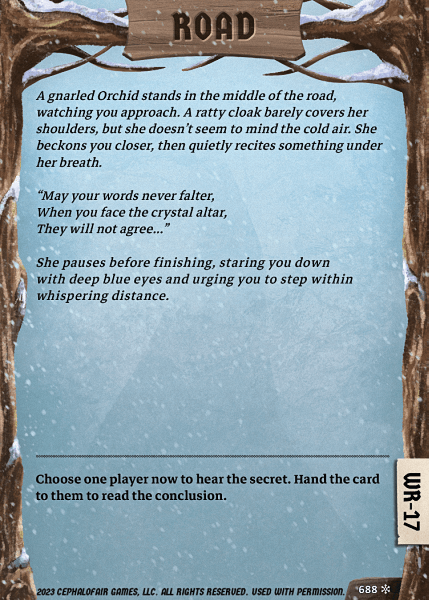 ROAD
A gnarled Orchid stands in the middle of the road,
watching you approach. A ratty cloak barely covers her
shoulders, but she doesn't seem to mind the cold air. She
beckons you closer, then quietly recites something under
her breath.
“May your words never falter,
When you face the crystal altar,
They will not agree...”
She pauses before finishing, staring you down
with deep blue eyes and urging you to step within
whispering distance.
Choose one player now to hear the secret. Hand the card
to them to read the conclusion.
WR-17
2023 CEPHALOFAIR GAMES, LLC. ALL RIGHTS RESERVED. USED WITH PERMISSION.
688